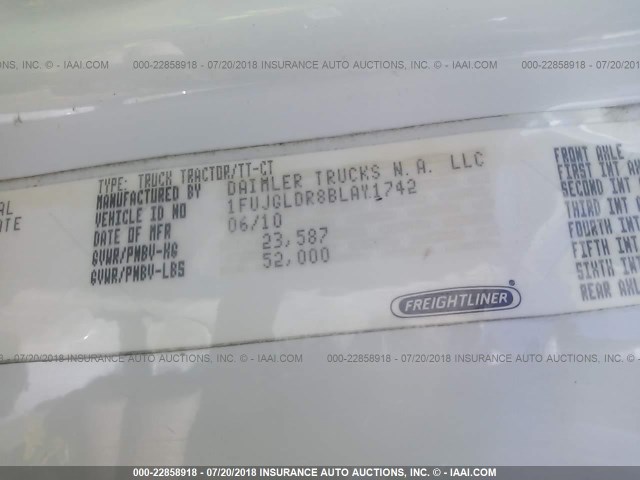 NS, INC. © - IAAI.COM 000-22858918 - 07/20/2018 INSURANCE AUTO AUCTIONS, INC. © - IAAI.COM 000-22858918 - 07/20/
TYPE: TRUCK TRACTOR/TT-CT
MANUFACTURED BY DAIMLER TRUCKS N.A. LLC
VEHICLE ID NO 1FUJGLDR8BLAY1742
DATE OF MFR 06/10
GVWR/PNBV-KG 23,587
GVWR/PNBV-LBS 52,000
AL
ATE
FRONT AXLE
FIRST INT AX
SECOND INT
THIRD INT A
FOURTH INT
FIFTH INT
SIXTH INT
REAR AXL
FREIGHTLINER
07/20/2018 INSURANCE AUTO AUCTIONS, INC. © - IAAI.COM 000-22858918 - 07/20/2018 INSURANCE AUTO AUCTIONS, INC.
000-22858918 - 07/20/2018 INSURANCE AUTO AUCTIONS, INC. © - IAAI.COM